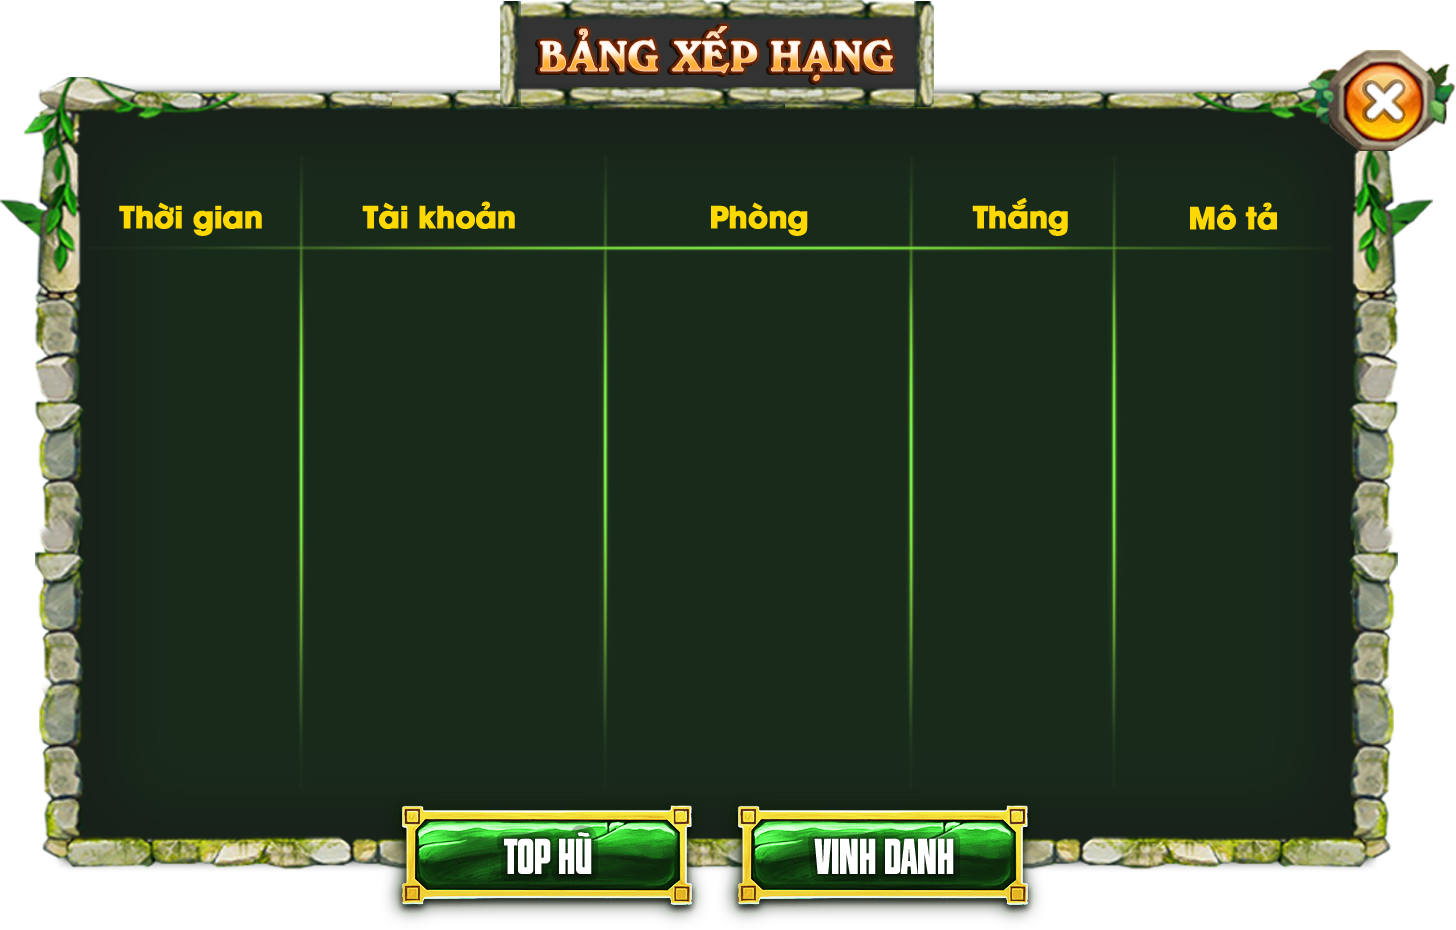 BẢNG XẾP HẠNG
Thời gian Tài khoản Phòng Thắng Mô tả
TOP HŨ VINH DANH